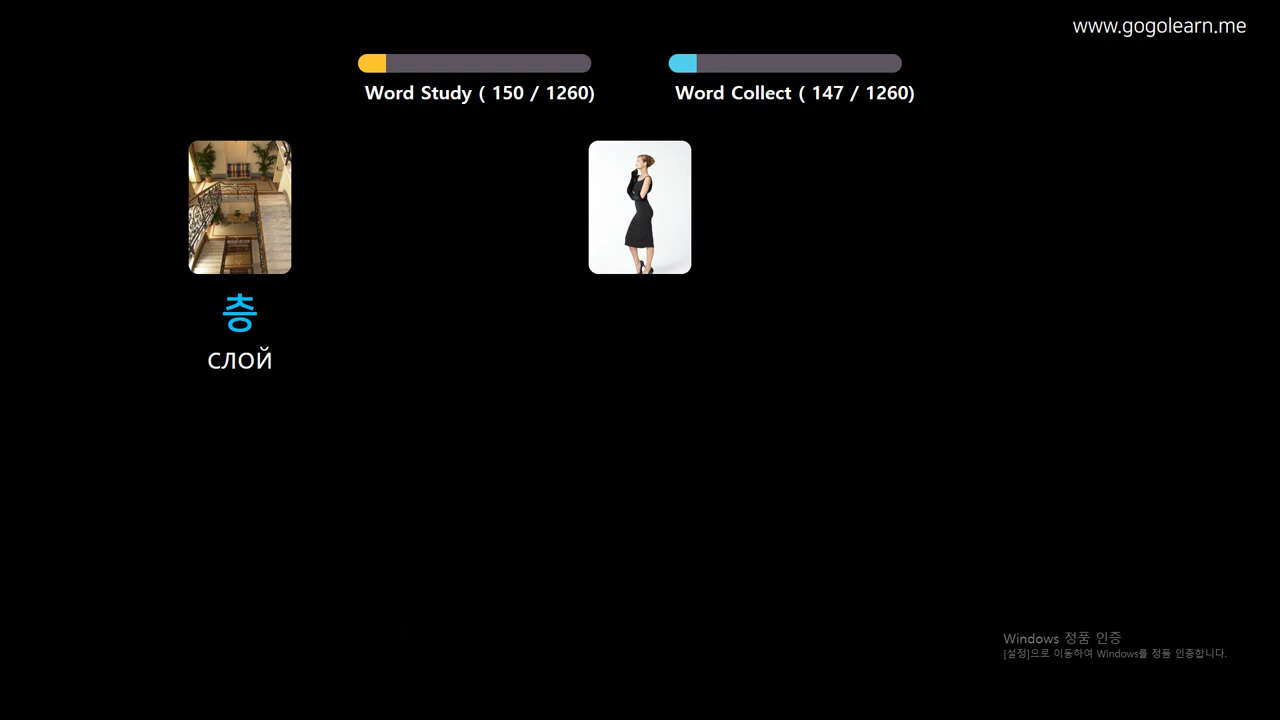 www.gogolearn.me
Word Study ( 150 / 1260)
Word Collect ( 147 / 1260)
층
слой
Windows 정품 인증
[설정]으로 이동하여 Windows를 정품 인증합니다.